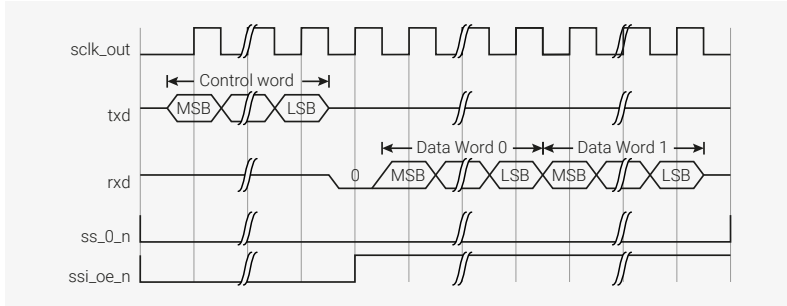 sclk_out
Control word
txd
MSB
LSB
Data Word 0
Data Word 1
rxd
0
MSB
LSB
MSB
LSB
ss_0_n
ssi_oe_n